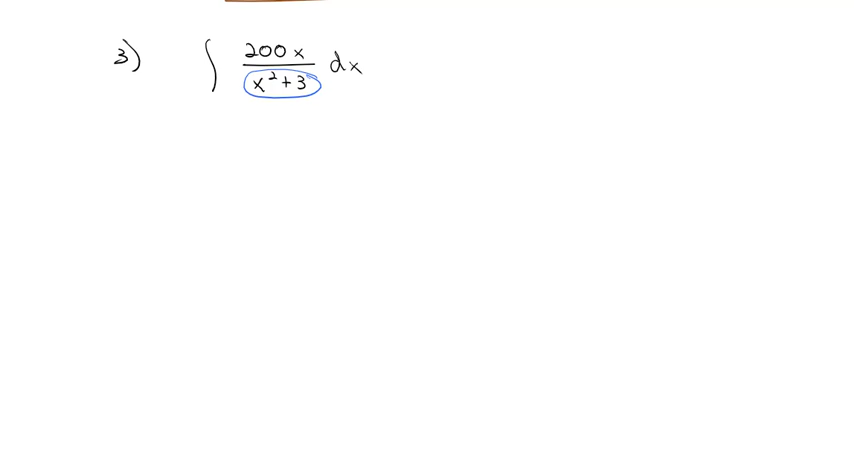 3) ∫ 200x / (x² + 3) dx